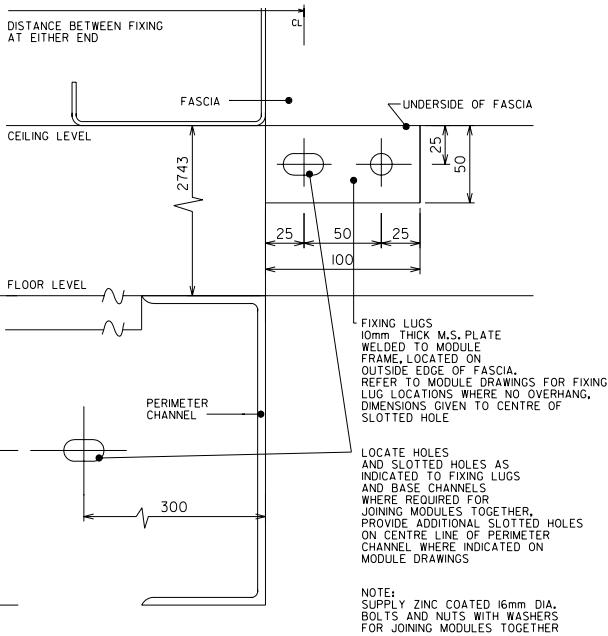 DISTANCE BETWEEN FIXING
AT EITHER END
CL
FASCIA
UNDERSIDE OF FASCIA
CEILING LEVEL
2743
25
50
25
50
25
100
FLOOR LEVEL
FIXING LUGS
10mm THICK M.S. PLATE
WELDED TO MODULE
FRAME, LOCATED ON
OUTSIDE EDGE OF FASCIA.
REFER TO MODULE DRAWINGS FOR FIXING
LUG LOCATIONS WHERE NO OVERHANG,
DIMENSIONS GIVEN TO CENTRE OF
SLOTTED HOLE
PERIMETER
CHANNEL
300
LOCATE HOLES
AND SLOTTED HOLES AS
INDICATED TO FIXING LUGS
AND BASE CHANNELS
WHERE REQUIRED FOR
JOINING MODULES TOGETHER,
PROVIDE ADDITIONAL SLOTTED HOLES
ON CENTRE LINE OF PERIMETER
CHANNEL WHERE INDICATED ON
MODULE DRAWINGS
NOTE:
SUPPLY ZINC COATED 16mm DIA.
BOLTS AND NUTS WITH WASHERS
FOR JOINING MODULES TOGETHER